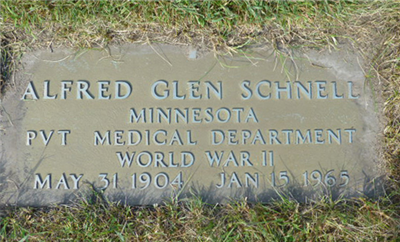 ALFRED GLEN SCHNELL
MINNESOTA
PVT MEDICAL DEPARTMENT
WORLD WAR II
MAY 31 1904 JAN 15 1965